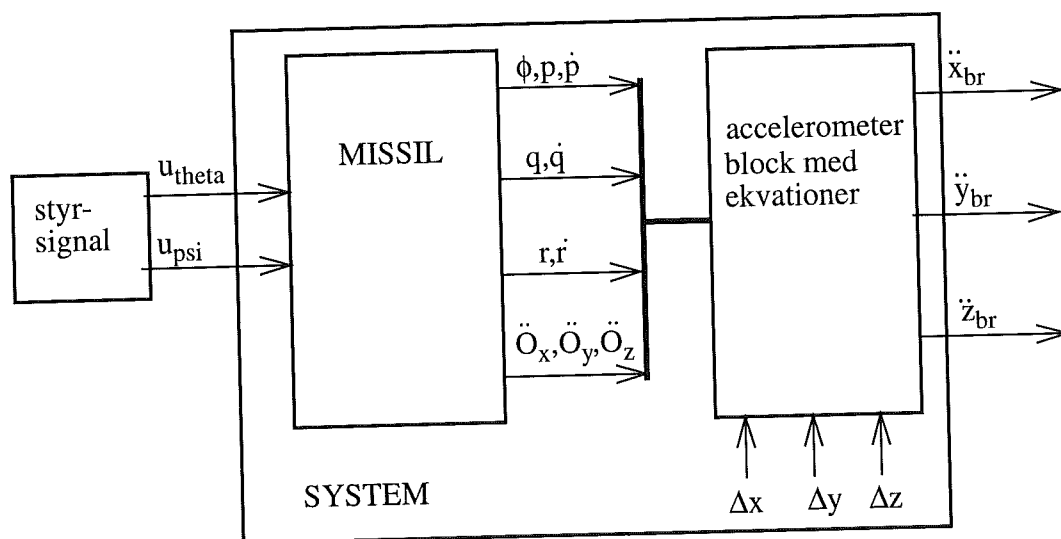 styr-
signal
u_theta
u_psi
MISSIL
ϕ,p,ṗ
q,q̇
r,ṙ
Ö_x,Ö_y,Ö_z
accelerometer
block med
ekvationer
ẍ_br
ÿ_br
z̈_br
Δx Δy Δz
SYSTEM